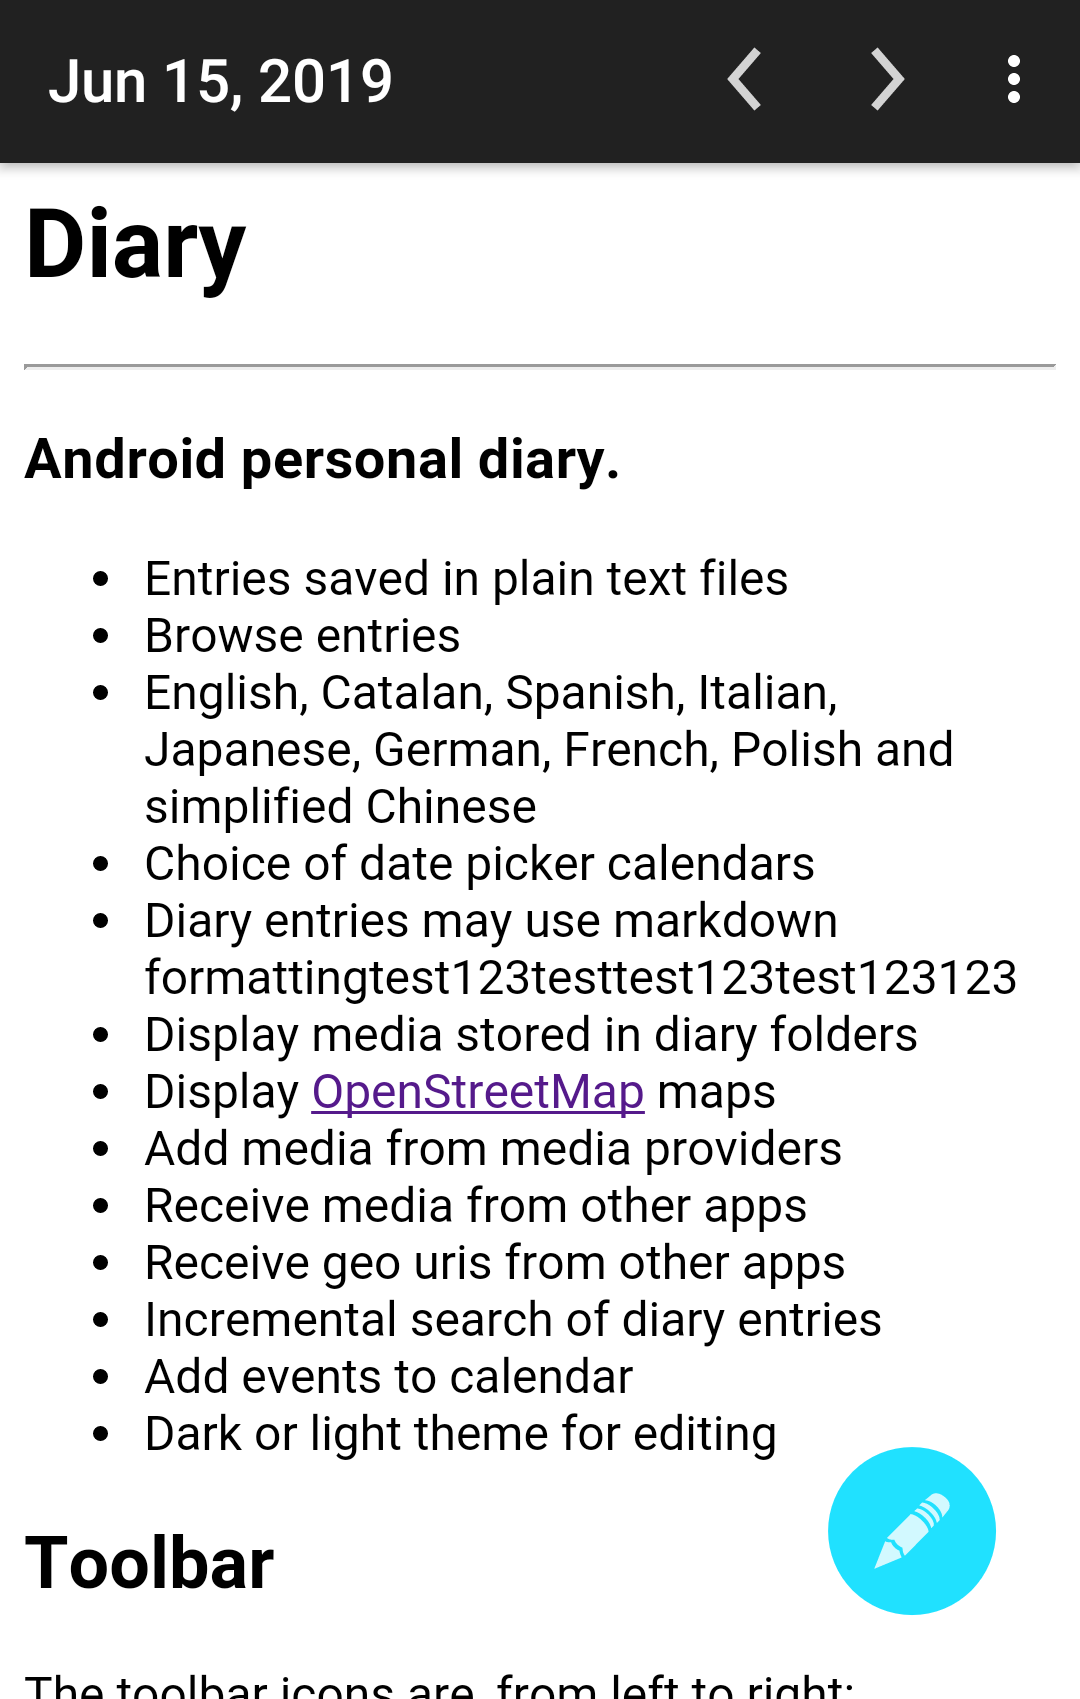 Jun 15, 2019
Diary
Android personal diary.
Entries saved in plain text files
Browse entries
English, Catalan, Spanish, Italian,
Japanese, German, French, Polish and
simplified Chinese
Choice of date picker calendars
Diary entries may use markdown
formattingtest123testtest123test123123
Display media stored in diary folders
Display OpenStreetMap maps
Add media from media providers
Receive media from other apps
Receive geo uris from other apps
Incremental search of diary entries
Add events to calendar
Dark or light theme for editing
Toolbar
The toolbar icons are, from left to right: